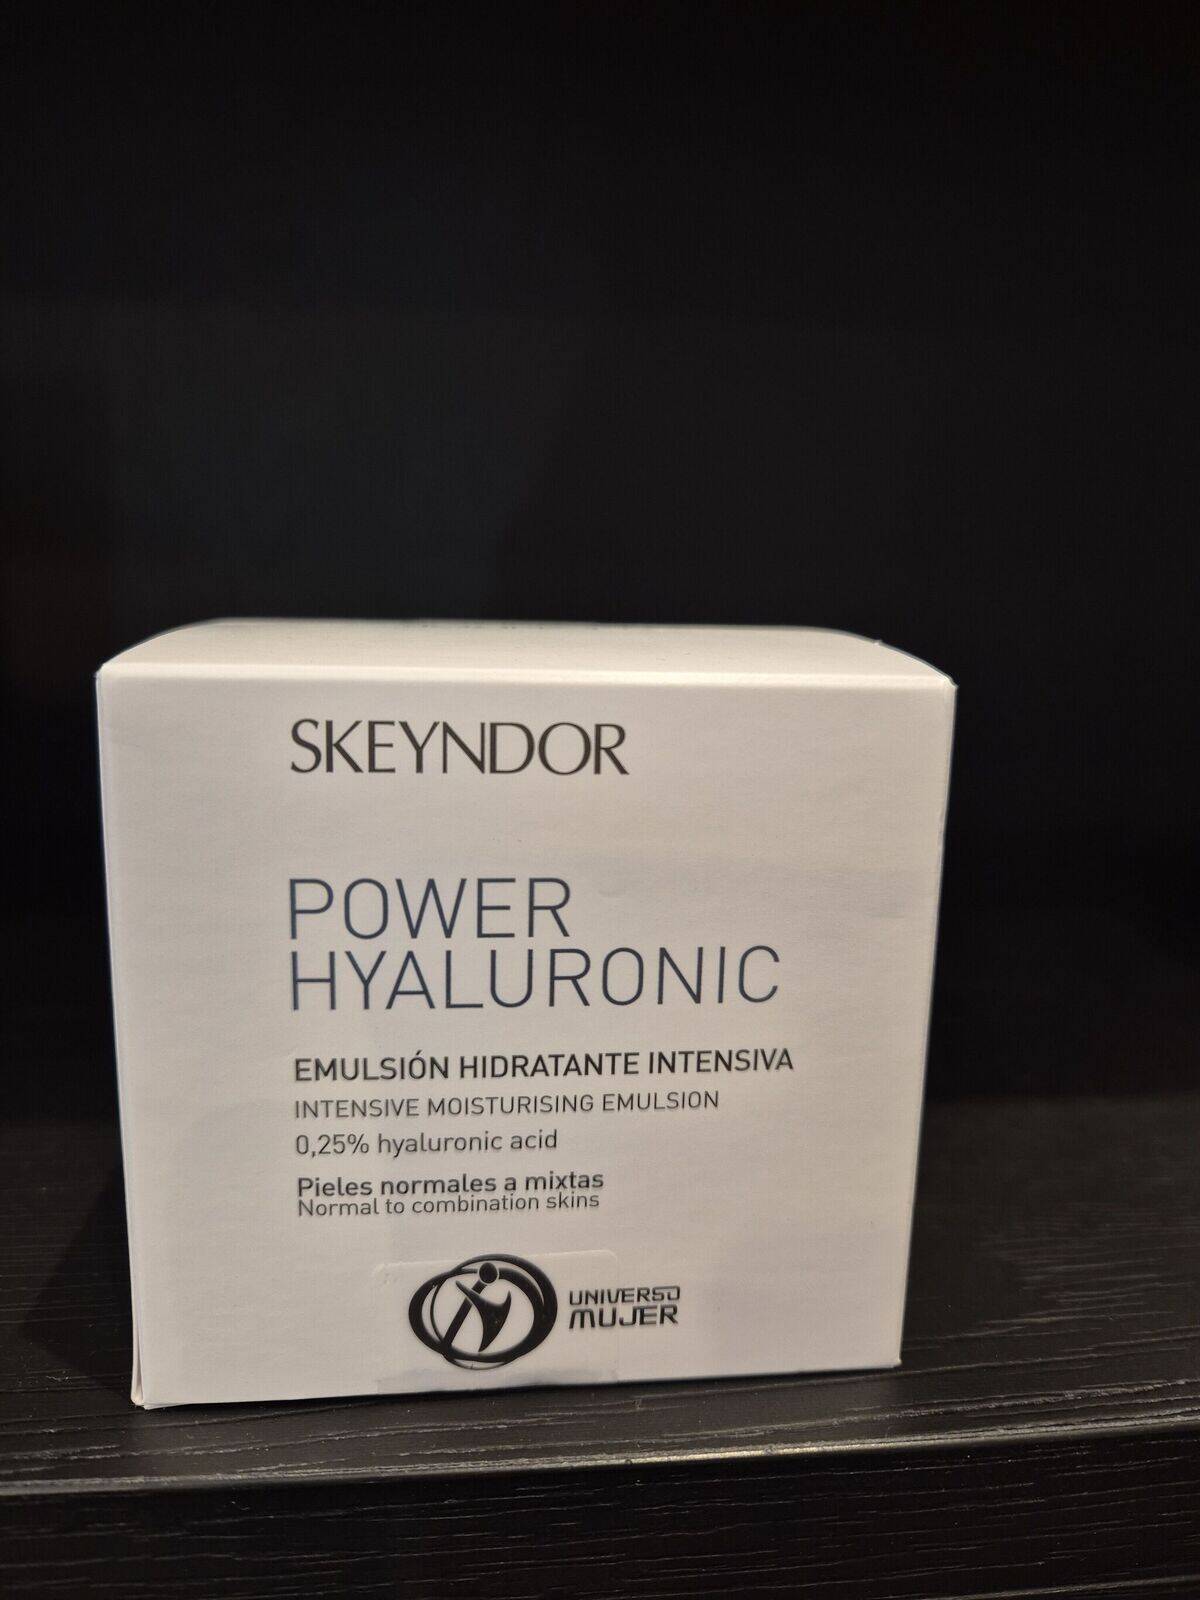 SKEYNDOR
POWER
HYALURONIC
EMULSIÓN HIDRATANTE INTENSIVA
INTENSIVE MOISTURISING EMULSION
0,25% hyaluronic acid
Pieles normales a mixtas
Normal to combination skins
UNIVERSO
MUJER